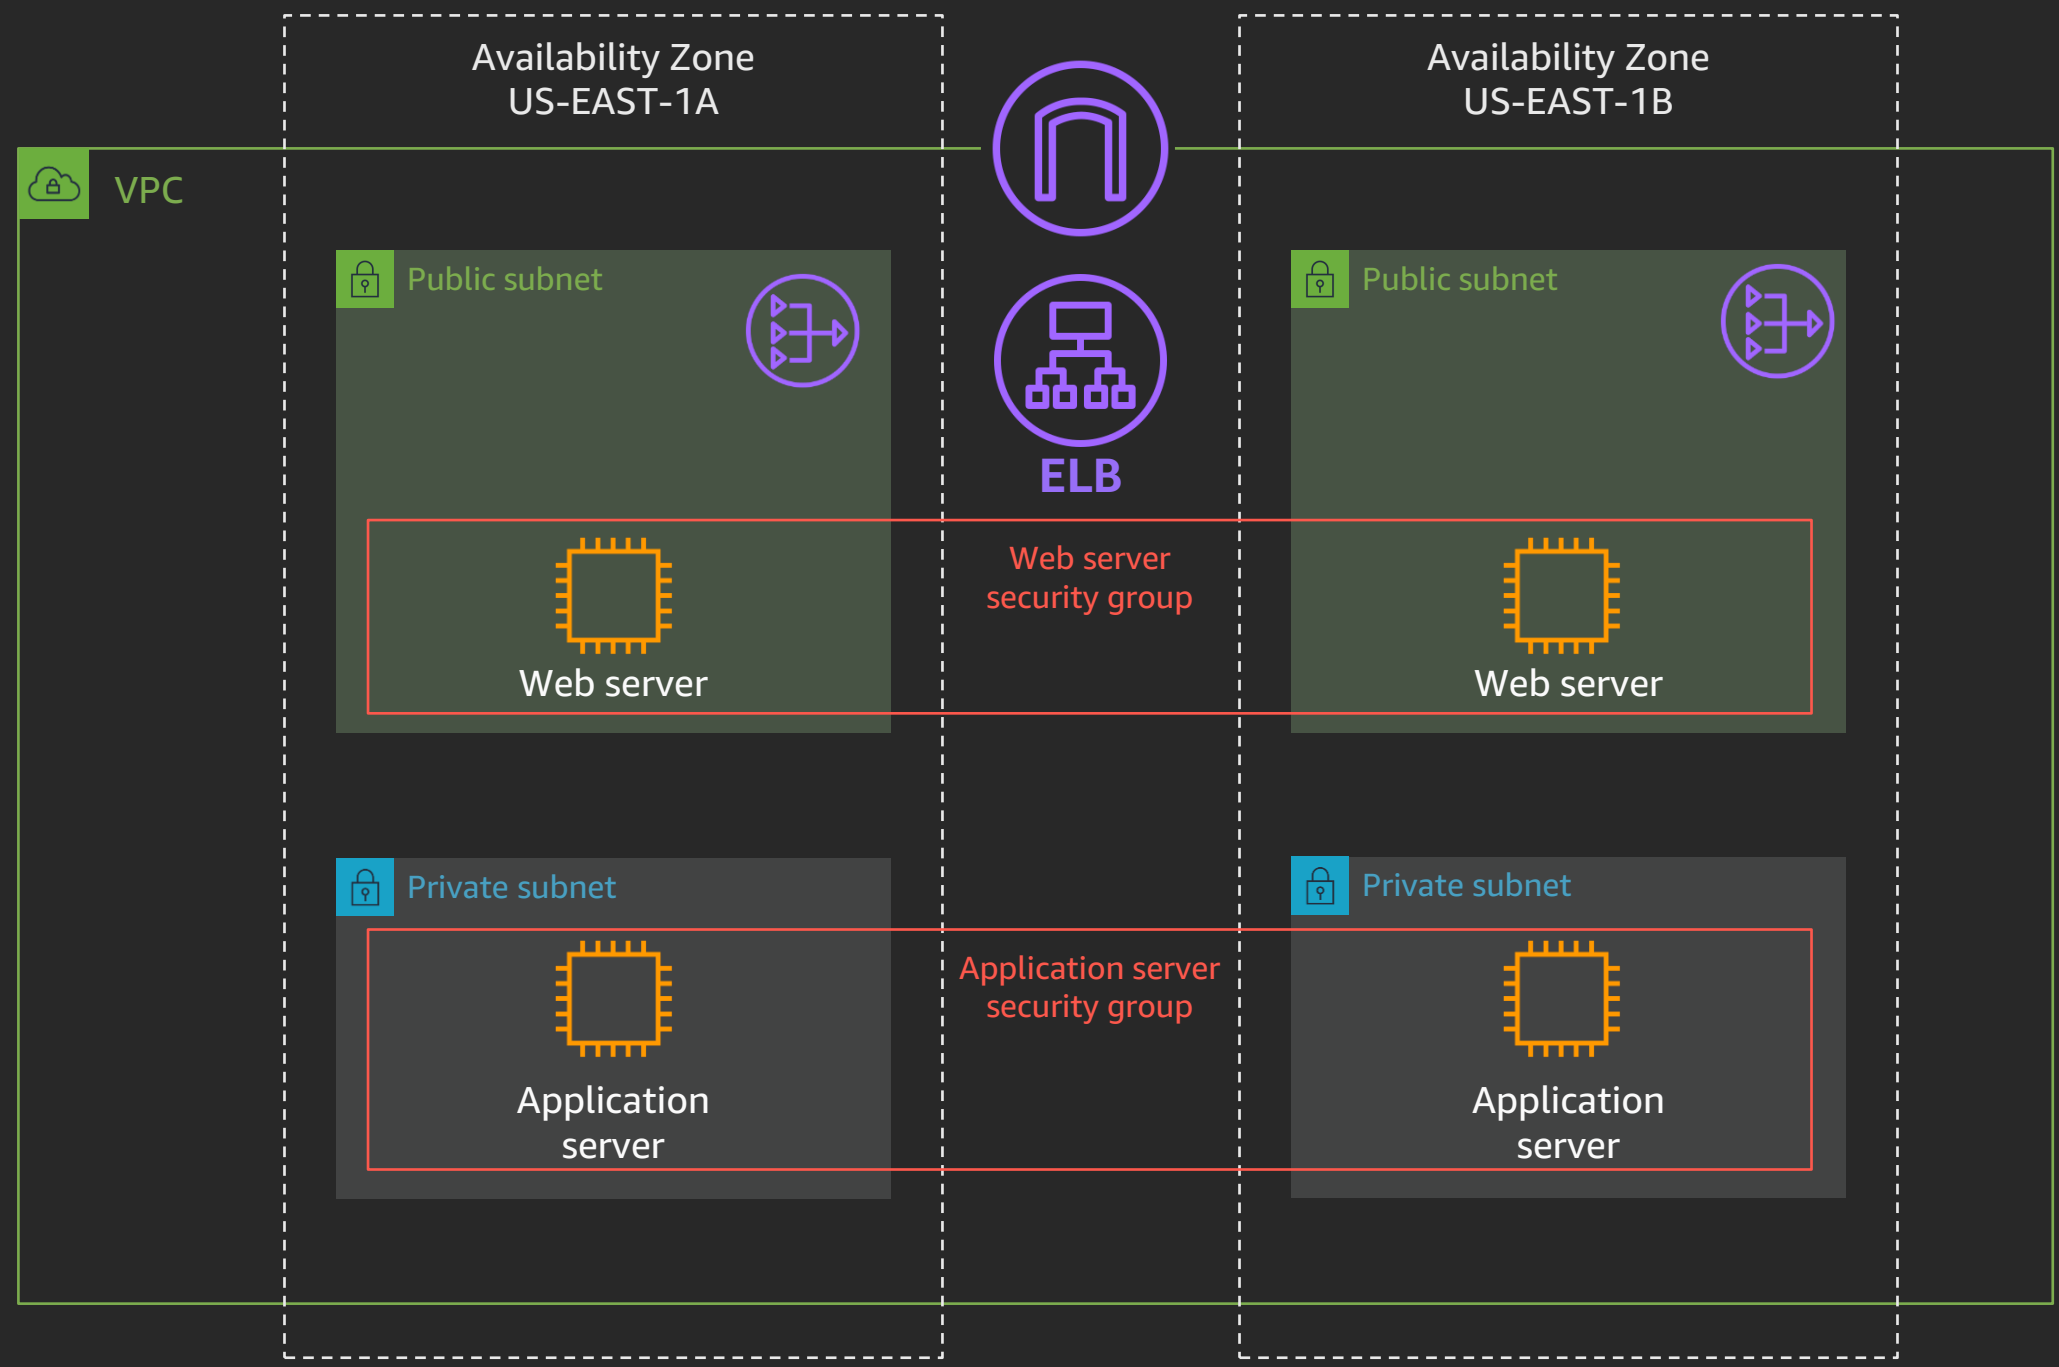 Availability Zone
US-EAST-1A
Availability Zone
US-EAST-1B
VPC
Public subnet
Public subnet
ELB
Web server
security group
Web server
Web server
Private subnet
Private subnet
Application server
security group
Application
server
Application
server